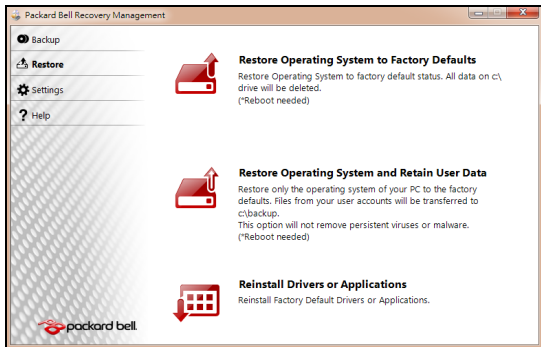 Packard Bell Recovery Management
Backup
Restore
Settings
? Help
Restore Operating System to Factory Defaults
Restore Operating System to factory default status. All data on c:\
drive will be deleted.
(*Reboot needed)
Restore Operating System and Retain User Data
Restore only the operating system of your PC to the factory
defaults. Files from your user accounts will be transferred to
c:\backup.
This option will not remove persistent viruses or malware.
(*Reboot needed)
Reinstall Drivers or Applications
Reinstall Factory Default Drivers or Applications.
packard bell.